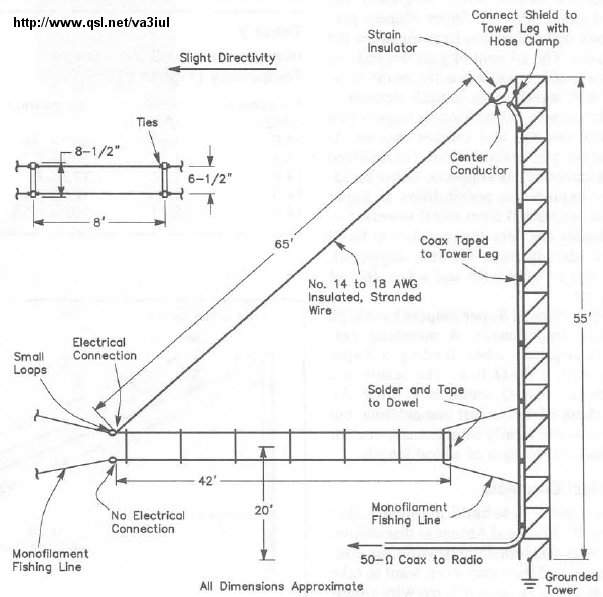 http://www.qsl.net/va3iul
Connect Shield to
Tower Leg with
Hose Clamp
Strain
Insulator
Slight Directivity
Ties
8-1/2"
6-1/2"
8'
Center
Conductor
65'
Coax Taped
to Tower Leg
No. 14 to 18 AWG
Insulated, Stranded
Wire
55'
Electrical
Connection
Small
Loops
Solder and Tape
to Dowel
42'
20'
No Electrical
Connection
Monofilament
Fishing Line
Monofilament
Fishing Line
50-Ω Coax to Radio
Grounded
Tower
All Dimensions Approximate